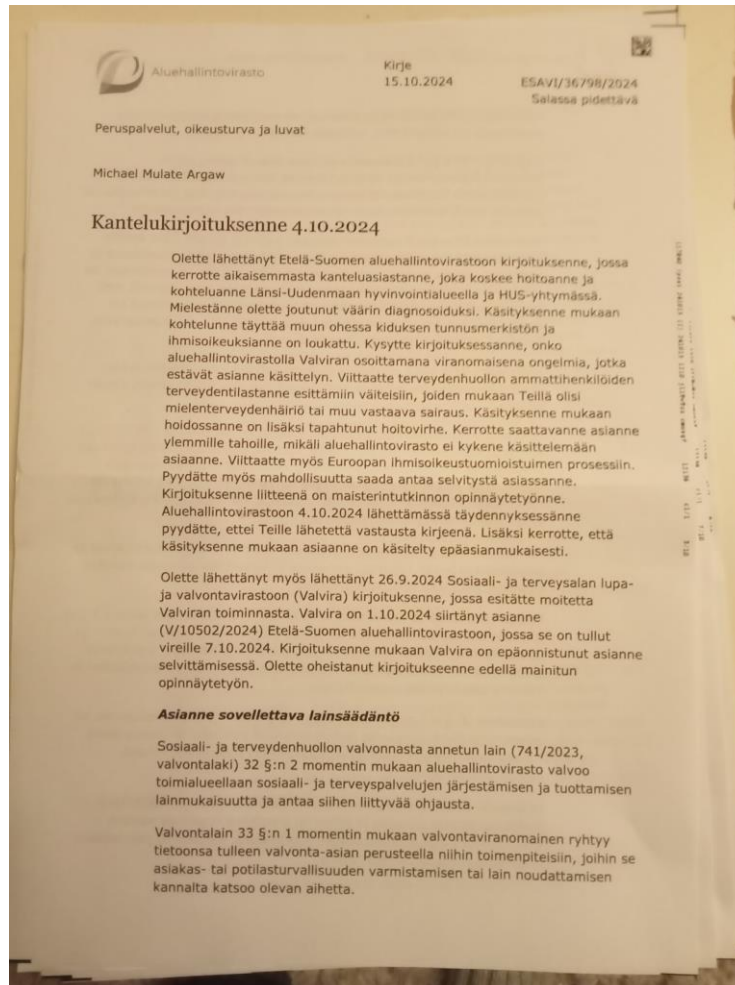 Aluehallintovirasto
Kirje
15.10.2024
ESAVI/36798/2024
Salassa pidettävä
Peruspalvelut, oikeusturva ja luvat
Michael Mulate Argaw
Kantelukirjoituksenne 4.10.2024
Olette lähettänyt Etelä-Suomen aluehallintovirastoon kirjoituksenne, jossa
kerrotte aikaisemmasta kanteluasiastanne, joka koskee hoitoanne ja
kohteluanne Länsi-Uudenmaan hyvinvointialueella ja HUS-yhtymässä.
Mielestänne olette joutunut väärin diagnosoiduksi. Käsityksenne mukaan
kohtelunne täyttää muun ohessa kiduksen tunnusmerkistön ja
ihmisoikeuksianne on loukattu. Kysytte kirjoituksessanne, onko
aluehallintovirastolla Valviran osoittamana viranomaisena ongelmia, jotka
estävät asianne käsittelyn. Viittaatte terveydenhuollon ammattihenkilöiden
terveydentilastanne esittämiin väitteisiin, joiden mukaan Teillä olisi
mielenterveydenhäiriö tai muu vastaava sairaus. Käsityksenne mukaan
hoidossanne on lisäksi tapahtunut hoitovirhe. Kerrotte saattavanne asianne
ylemmille tahoille, mikäli aluehallintovirasto ei kykene käsittelemään
asiaanne. Viittaatte myös Euroopan ihmisoikeustuomioistuimen prosessiin.
Pyydätte myös mahdollisuutta saada antaa selvitystä asiassanne.
Kirjoituksenne liitteenä on maisterintutkinnon opinnäytetyönne.
Aluehallintovirastoon 4.10.2024 lähettämässä täydennyksessänne
pyydätte, ettei Teille lähetettä vastausta kirjeenä. Lisäksi kerrotte, että
käsityksenne mukaan asiaanne on käsitelty epäasianmukaisesti.
Olette lähettänyt myös lähettänyt 26.9.2024 Sosiaali- ja terveysalan lupa-
ja valvontavirastoon (Valvira) kirjoituksenne, jossa esitätte moitetta
Valviran toiminnasta. Valvira on 1.10.2024 siirtänyt asianne
(V/10502/2024) Etelä-Suomen aluehallintovirastoon, jossa se on tullut
vireille 7.10.2024. Kirjoituksenne mukaan Valvira on epäonnistunut asianne
selvittämisessä. Olette oheistanut kirjoitukseenne edellä mainitun
opinnäytetyön.
Asianne sovellettava lainsäädäntö
Sosiaali- ja terveydenhuollon valvonnasta annetun lain (741/2023,
valvontalaki) 32 §:n 2 momentin mukaan aluehallintovirasto valvoo
toimialueellaan sosiaali- ja terveyspalvelujen järjestämisen ja tuottamisen
lainmukaisuutta ja antaa siihen liittyvää ohjausta.
Valvontalain 33 §:n 1 momentin mukaan valvontaviranomainen ryhtyy
tietoonsa tulleen valvonta-asian perusteella niihin toimenpiteisiin, joihin se
asiakas- tai potilasturvallisuuden varmistamisen tai lain noudattamisen
kannalta katsoo olevan aihetta.